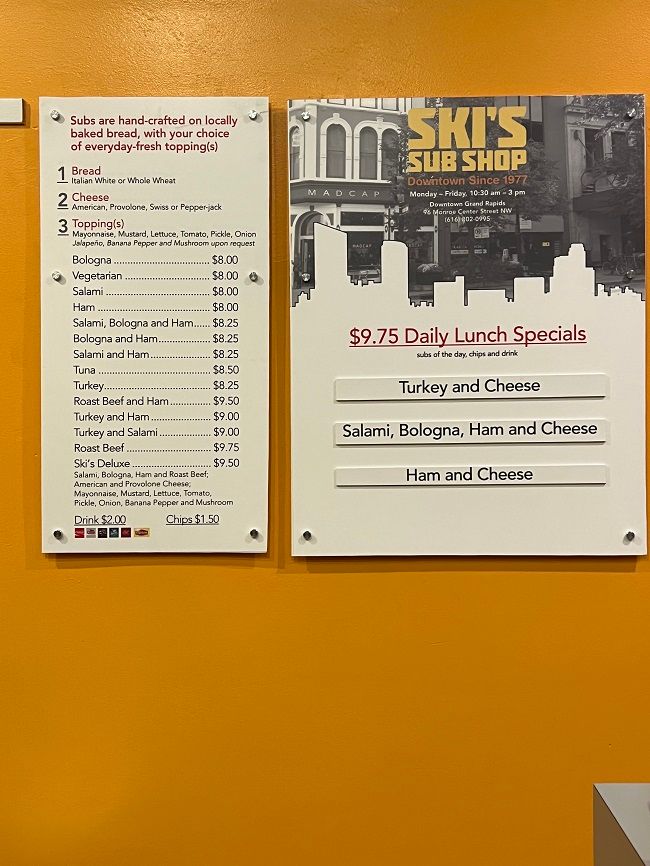 Subs are hand-crafted on locally
baked bread, with your choice
of everyday-fresh topping(s)
1 Bread
Italian White or Whole Wheat
2 Cheese
American, Provolone, Swiss or Pepper-jack
3 Topping(s)
Mayonnaise, Mustard, Lettuce, Tomato, Pickle, Onion
Jalapeño, Banana Pepper and Mushroom upon request
Bologna ........................... $8.00
Vegetarian ........................ $8.00
Salami ............................ $8.00
Ham ............................... $8.00
Salami, Bologna and Ham...... $8.25
Bologna and Ham................ $8.25
Salami and Ham.................. $8.25
Tuna .............................. $8.50
Turkey............................. $8.25
Roast Beef and Ham............. $9.50
Turkey and Ham .................. $9.00
Turkey and Salami ............... $9.00
Roast Beef ........................ $9.75
Ski's Deluxe ...................... $9.50
Salami, Bologna, Ham and Roast Beef;
American and Provolone Cheese;
Mayonnaise, Mustard, Lettuce, Tomato,
Pickle, Onion, Banana Pepper and Mushroom
Drink $2.00 Chips $1.50
SKI'S
SUB SHOP
Downtown Since 1977
Monday – Friday, 10:30 am – 3 pm
Downtown Grand Rapids
96 Monroe Center Street NW
(616) 802-0995
MADCAP
MADCAP
$9.75 Daily Lunch Specials
subs of the day, chips and drink
Turkey and Cheese
Salami, Bologna, Ham and Cheese
Ham and Cheese